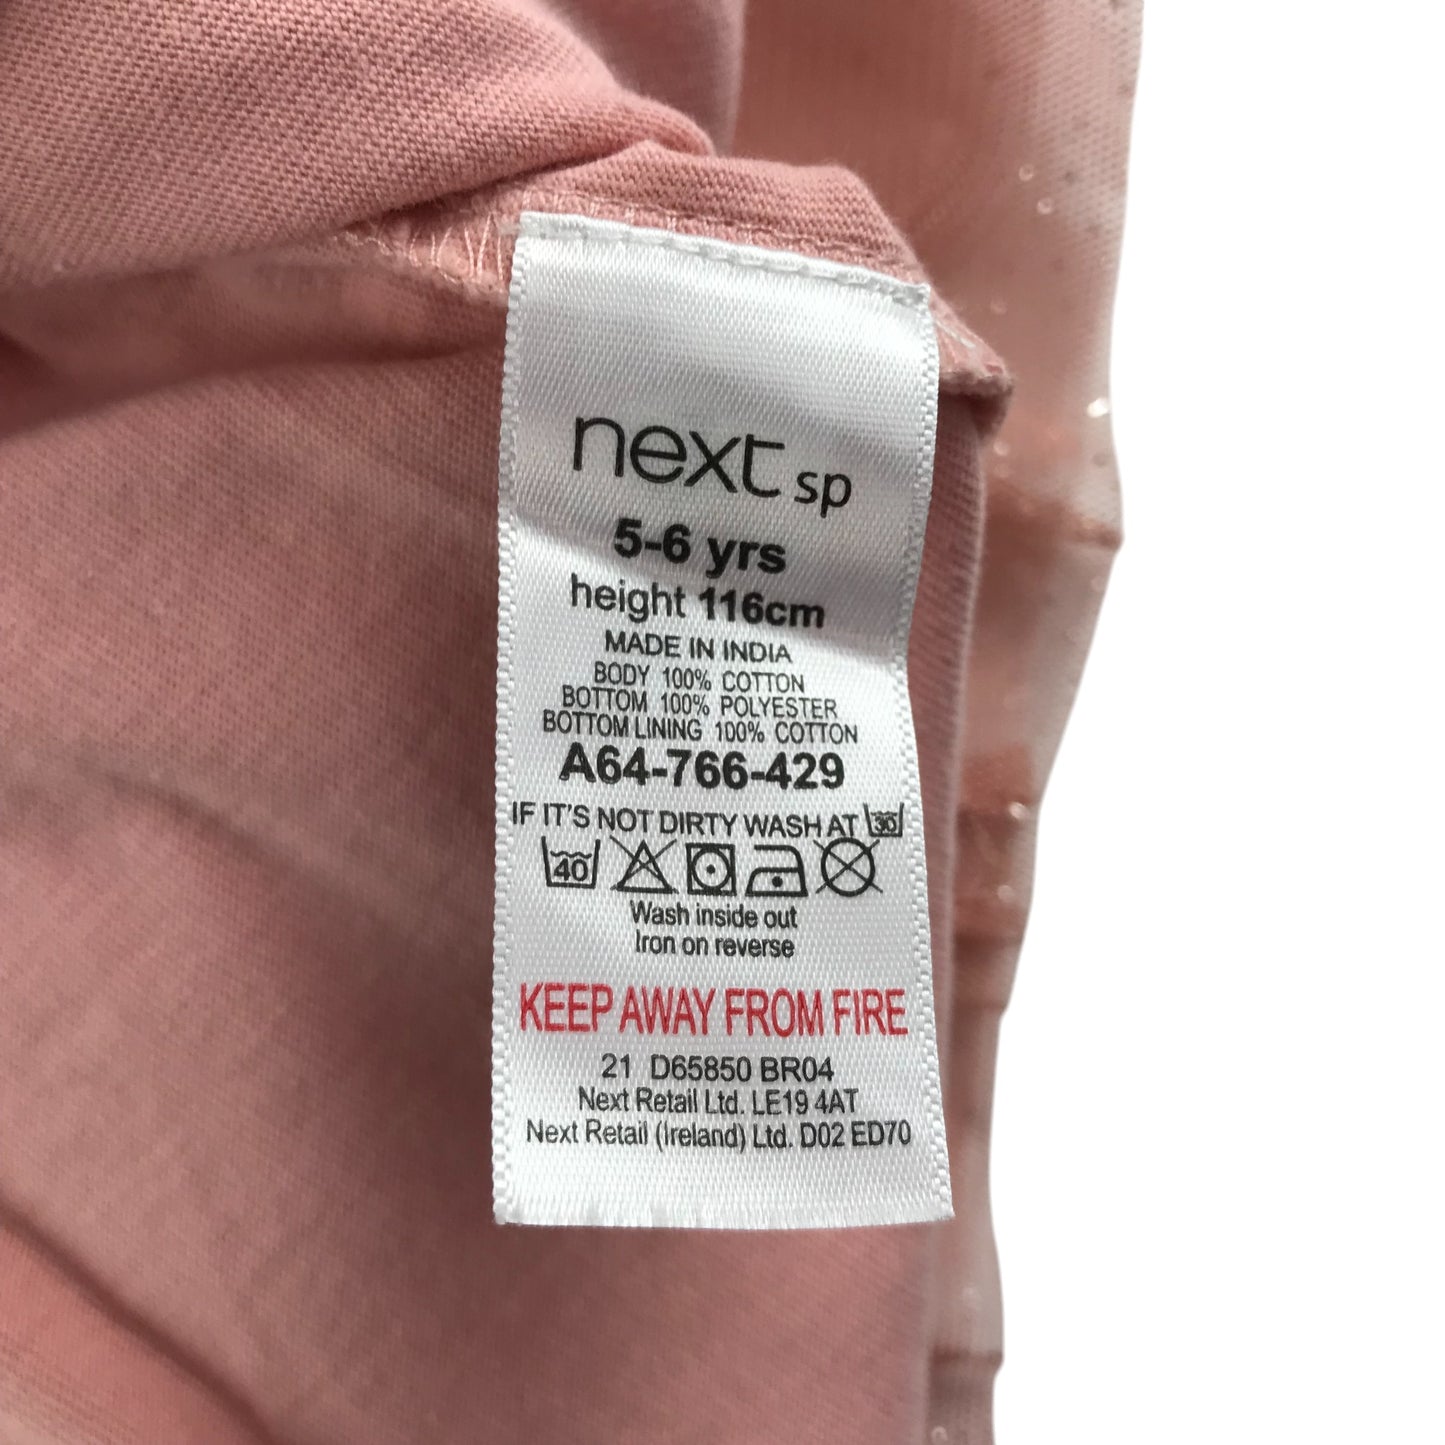 next sp
5-6 yrs
height 116cm
MADE IN INDIA
BODY 100% COTTON
BOTTOM 100% POLYESTER
BOTTOM LINING 100% COTTON
A64-766-429
IF IT'S NOT DIRTY WASH AT 30
40
Wash inside out
Iron on reverse
KEEP AWAY FROM FIRE
21 D65850 BR04
Next Retail Ltd. LE19 4AT
Next Retail (Ireland) Ltd. D02 ED70